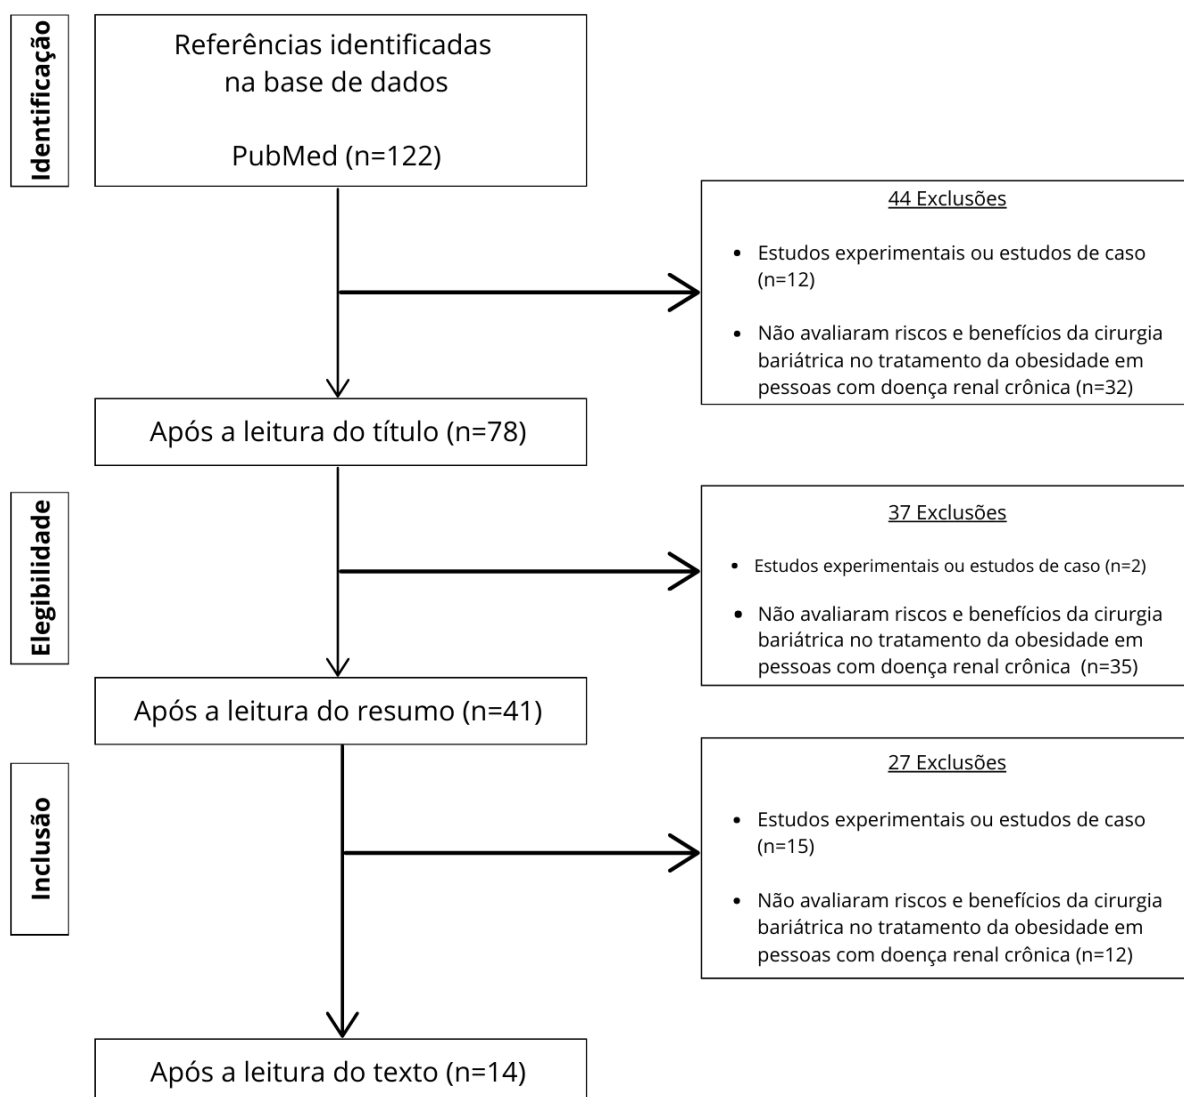 Identificação
Referências identificadas
na base de dados
PubMed (n=122)
44 Exclusões
• Estudos experimentais ou estudos de caso
(n=12)
• Não avaliaram riscos e benefícios da cirurgia
bariátrica no tratamento da obesidade em
pessoas com doença renal crônica (n=32)
Após a leitura do título (n=78)
Elegibilidade
37 Exclusões
• Estudos experimentais ou estudos de caso (n=2)
• Não avaliaram riscos e benefícios da cirurgia
bariátrica no tratamento da obesidade em
pessoas com doença renal crônica (n=35)
Após a leitura do resumo (n=41)
Inclusão
27 Exclusões
• Estudos experimentais ou estudos de caso
(n=15)
• Não avaliaram riscos e benefícios da cirurgia
bariátrica no tratamento da obesidade em
pessoas com doença renal crônica (n=12)
Após a leitura do texto (n=14)